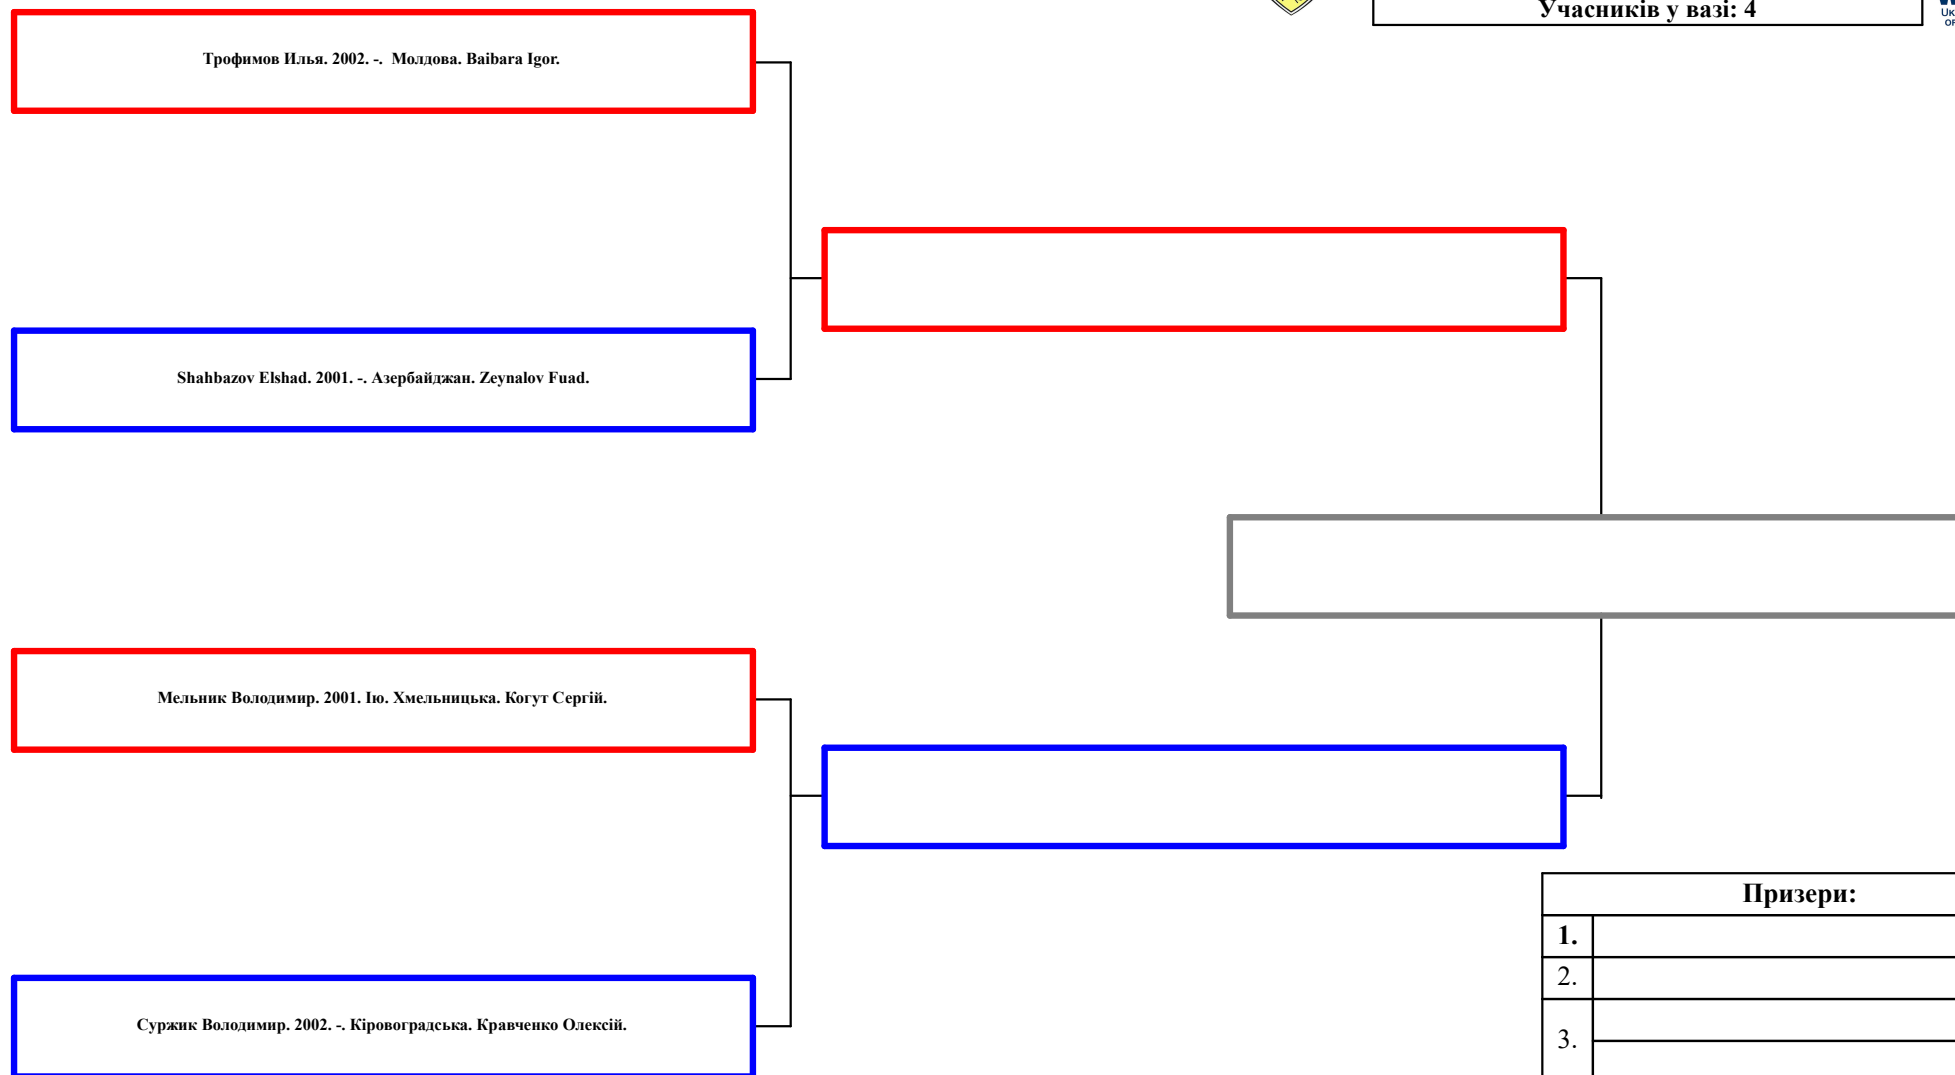 Учасників у вазі: 4
Трофимов Илья. 2002. -. Молдова. Baibara Igor.
Shahbazov Elshad. 2001. -. Азербайджан. Zeynalov Fuad.
Мельник Володимир. 2001. Ію. Хмельницька. Когут Сергій.
Суржик Володимир. 2002. -. Кіровоградська. Кравченко Олексій.
Призери:
1.
2.
3.